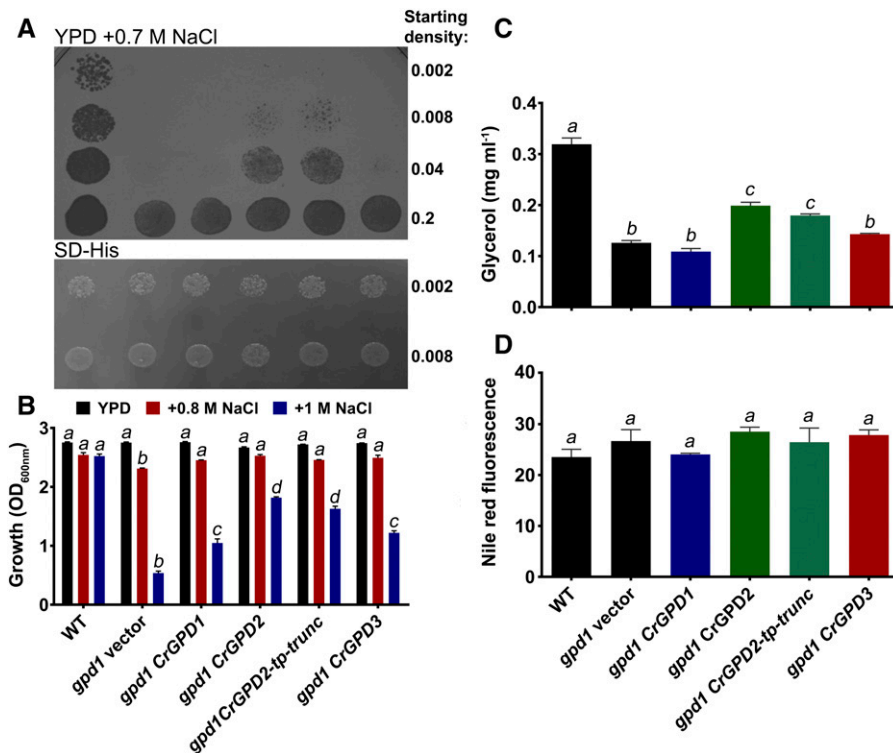 A
YPD +0.7 M NaCl
Starting
density:
0.002
0.008
0.04
0.2
SD-His
0.002
0.008
B
YPD
+0.8 M NaCl
+1 M NaCl
Growth (OD600nm)
3
2
1
0
a a a
a b b
a a c
a a d
a a d
a a c
WT
gpd1 vector
gpd1 CrGPD1
gpd1 CrGPD2
gpd1CrGPD2-tp-trunc
gpd1 CrGPD3
C
Glycerol (mg ml-1)
0.4
0.3
0.2
0.1
0.0
a b b c c b
D
Nile red fluorescence
40
30
20
10
0
a a a a a a
WT
gpd1 vector
gpd1 CrGPD1
gpd1 CrGPD2
gpd1 CrGPD2-tp-trunc
gpd1 CrGPD3